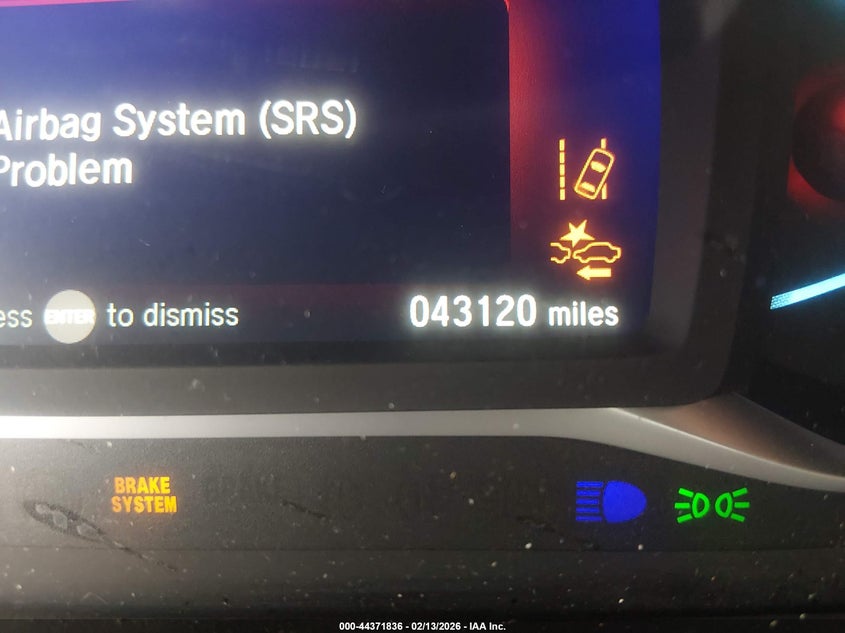 Airbag System (SRS)
Problem
ess ENTER to dismiss
043120 miles
BRAKE
SYSTEM
000-44371836 - 02/13/2026 - IAA Inc.